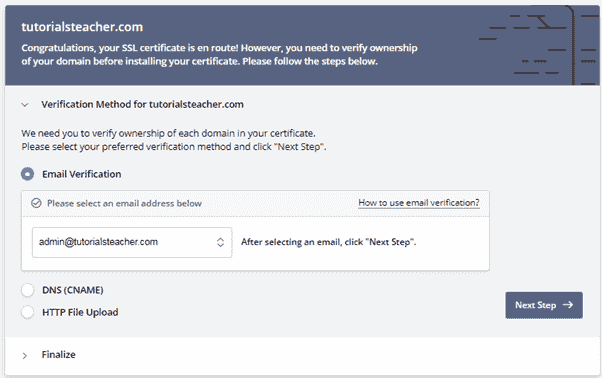 tutorialsteacher.com
Congratulations, your SSL certificate is en route! However, you need to verify ownership
of your domain before installing your certificate. Please follow the steps below.
Verification Method for tutorialsteacher.com
We need you to verify ownership of each domain in your certificate.
Please select your preferred verification method and click "Next Step".
Email Verification
Please select an email address below
How to use email verification?
admin@tutorialsteacher.com
After selecting an email, click "Next Step".
DNS (CNAME)
HTTP File Upload
Next Step
Finalize